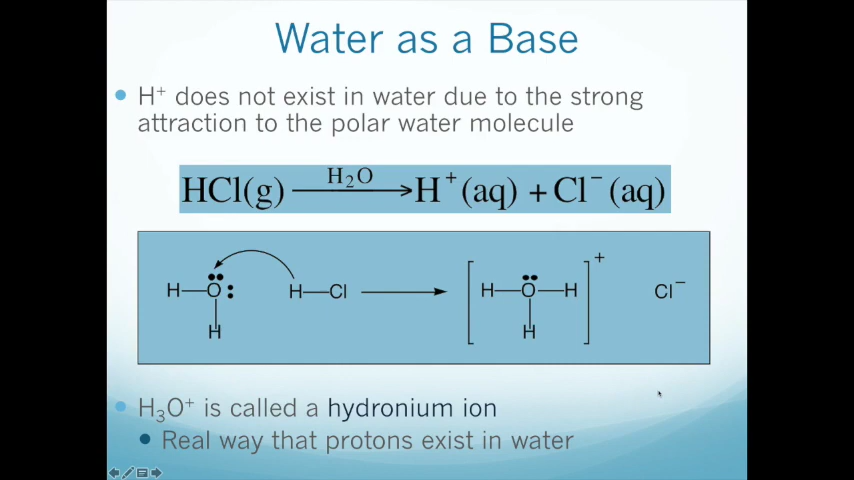 Water as a Base
H⁺ does not exist in water due to the strong
attraction to the polar water molecule
HCl(g) —H₂O→ H⁺(aq) + Cl⁻(aq)
H—O H—Cl → [H—O—H]⁺ Cl⁻
H H
H₃O⁺ is called a hydronium ion
Real way that protons exist in water